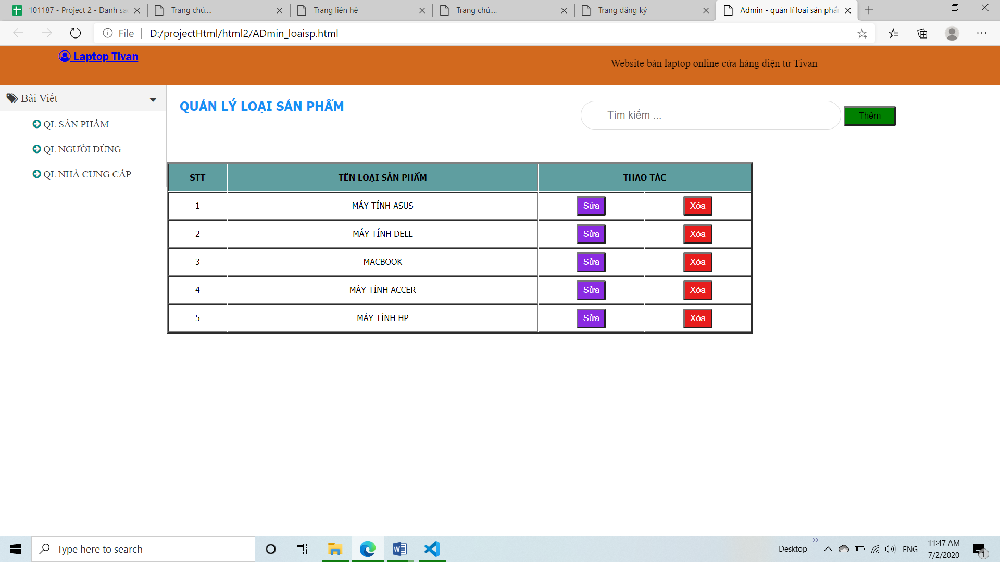 101187 - Project 2 - Danh sa
Trang chủ....
Trang liên hệ
Trang chủ....
Trang đăng ký
Admin - quản lí loại sản phẩ
File
D:/projectHtml/html2/ADmin_loaisp.html
Laptop Tivan
Website bán laptop online cửa hàng điện tử Tivan
Bài Viết
QL SẢN PHẨM
QL NGƯỜI DÙNG
QL NHÀ CUNG CẤP
QUẢN LÝ LOẠI SẢN PHẨM
Tìm kiếm ...
Thêm
STT TÊN LOẠI SẢN PHẨM THAO TÁC
1 MÁY TÍNH ASUS Sửa Xóa
2 MÁY TÍNH DELL Sửa Xóa
3 MACBOOK Sửa Xóa
4 MÁY TÍNH ACCER Sửa Xóa
5 MÁY TÍNH HP Sửa Xóa
Type here to search
Desktop
ENG
11:47 AM
7/2/2020
1